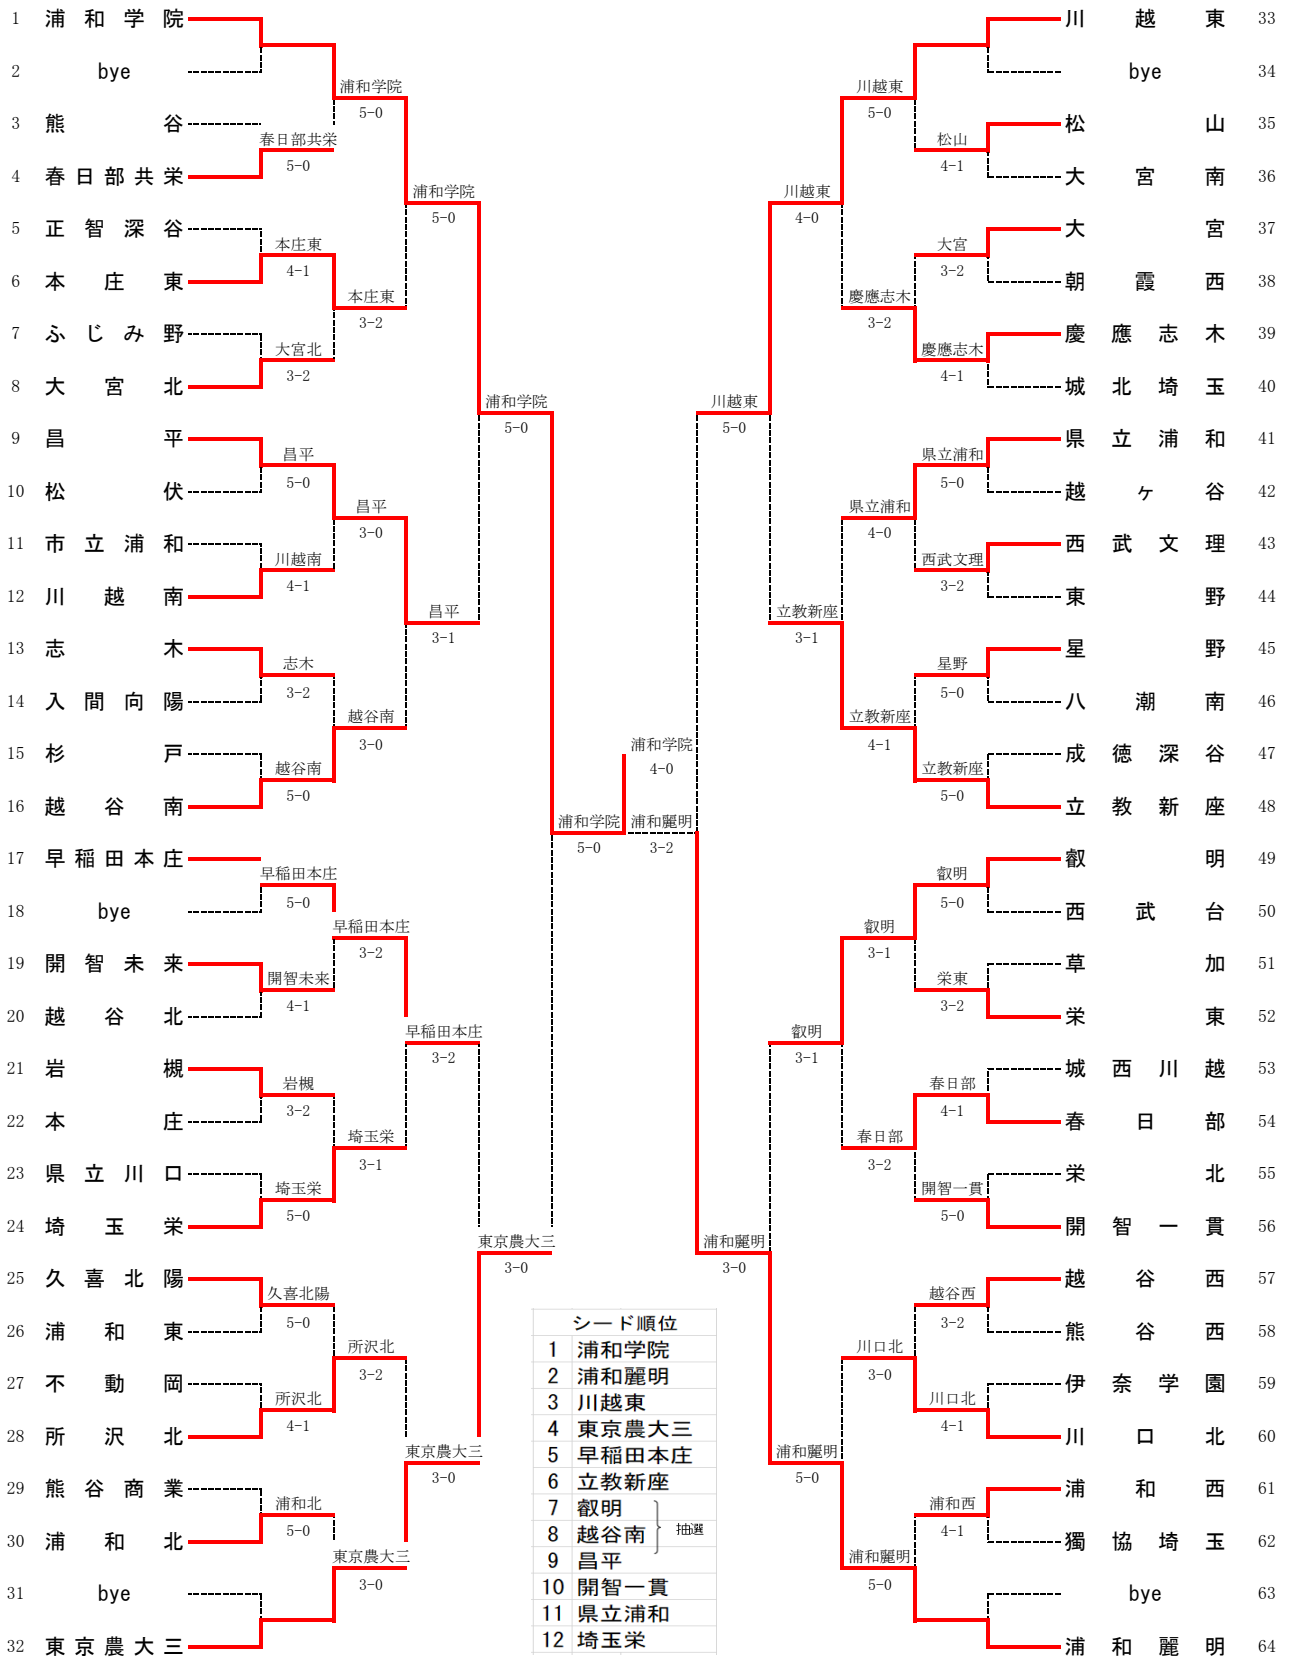 1 浦和学院
2 bye
3 熊谷
4 春日部共栄
5 正智深谷
6 本庄東
7 ふじみ野
8 大宮北
9 昌平
10 松伏
11 市立浦和
12 川越南
13 志木
14 入間向陽
15 杉戸
16 越谷南
17 早稲田本庄
18 bye
19 開智未来
20 越谷北
21 岩槻
22 本庄
23 県立川口
24 埼玉栄
25 久喜北陽
26 浦和東
27 不動岡
28 所沢北
29 熊谷商業
30 浦和北
31 bye
32 東京農大三
春日部共栄
5-0
本庄東
4-1
大宮北
3-2
昌平
5-0
川越南
4-1
志木
3-2
越谷南
5-0
早稲田本庄
5-0
開智未来
4-1
岩槻
3-2
埼玉栄
5-0
久喜北陽
5-0
所沢北
4-1
浦和北
5-0
浦和学院
5-0
本庄東
3-2
昌平
3-0
越谷南
3-0
早稲田本庄
3-2
埼玉栄
3-1
所沢北
3-2
東京農大三
3-0
浦和学院
5-0
昌平
3-1
早稲田本庄
3-2
東京農大三
3-0
浦和学院
5-0
東京農大三
3-0
浦和学院
5-0
浦和学院
4-0
浦和麗明
3-2
川越東
5-0
浦和麗明
3-0
川越東
4-0
立教新座
3-1
叡明
3-1
浦和麗明
5-0
川越東
5-0
慶應志木
3-2
県立浦和
4-0
立教新座
4-1
叡明
3-1
春日部
3-2
川口北
3-0
浦和麗明
5-0
松山
4-1
大宮
3-2
慶應志木
4-1
県立浦和
5-0
西武文理
3-2
星野
5-0
立教新座
5-0
叡明
5-0
栄東
3-2
春日部
4-1
開智一貫
5-0
越谷西
3-2
川口北
4-1
浦和西
4-1
川越東 33
bye 34
松山 35
大宮南 36
大宮 37
朝霞西 38
慶應志木 39
城北埼玉 40
県立浦和 41
越ヶ谷 42
西武文理 43
東野 44
星野 45
八潮南 46
成徳深谷 47
立教新座 48
叡明 49
西武台 50
草加 51
栄東 52
城西川越 53
春日部 54
栄北 55
開智一貫 56
越谷西 57
熊谷西 58
伊奈学園 59
川口北 60
浦和西 61
獨協埼玉 62
bye 63
浦和麗明 64
シード順位
1 浦和学院
2 浦和麗明
3 川越東
4 東京農大三
5 早稲田本庄
6 立教新座
7 叡明
8 越谷南 抽選
9 昌平
10 開智一貫
11 県立浦和
12 埼玉栄